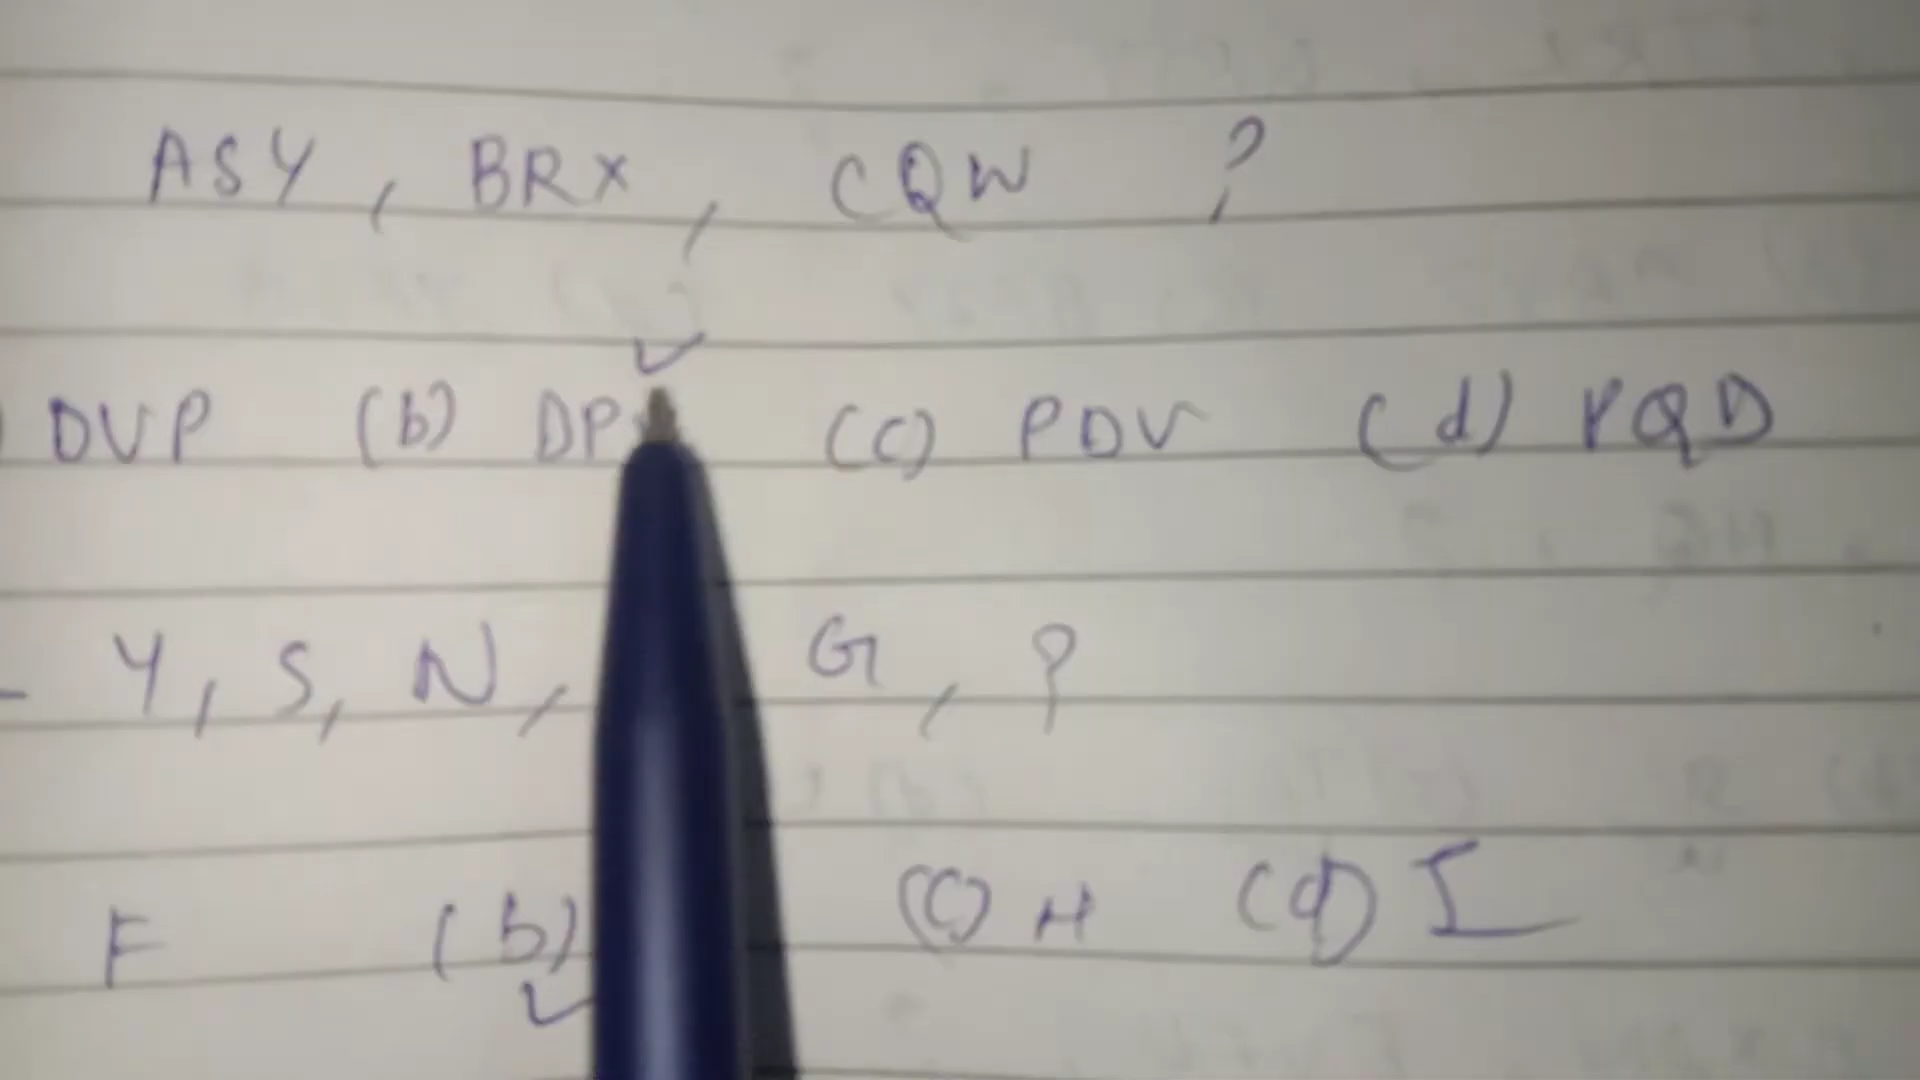 ASY, BRX, CQW ?
DVP (b) DP (c) PDV (d) PQD
- Y, S, N, G, ?
F (b) (c) H (d) I